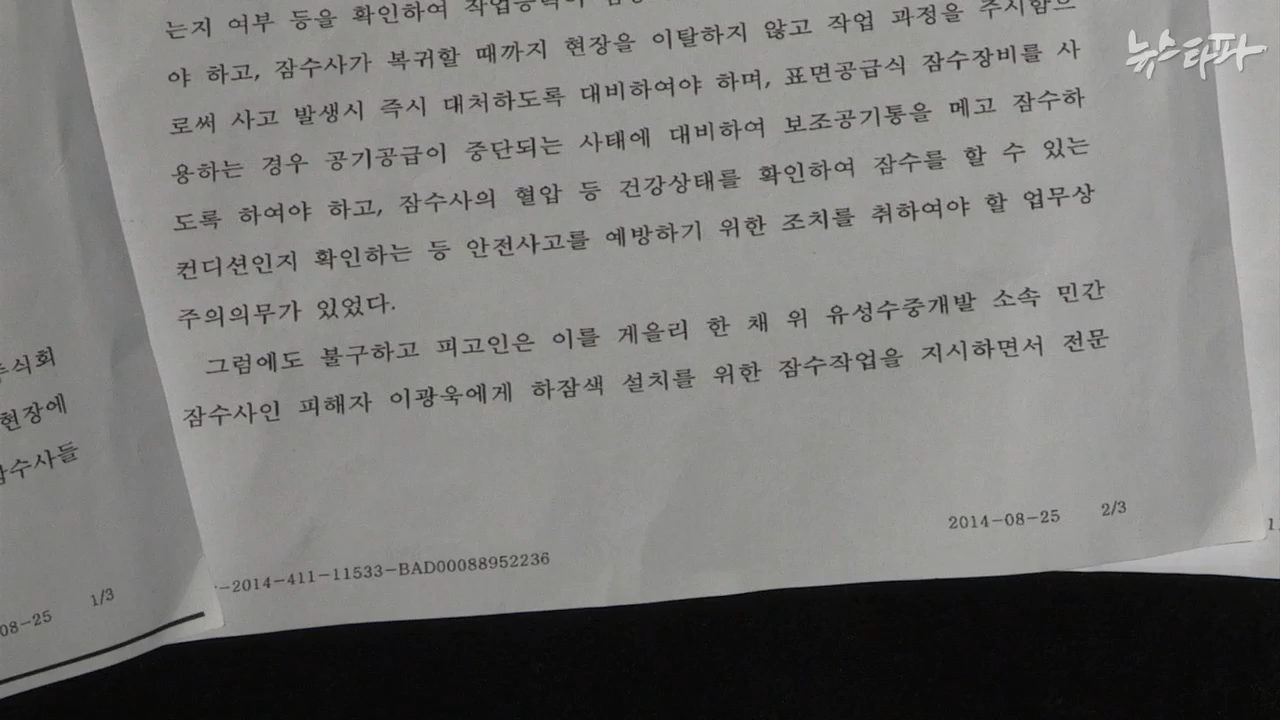 는지 여부 등을 확인하여
야 하고, 잠수사가 복귀할 때까지 현장을 이탈하지 않고 작업 과정을 주시함으
로써 사고 발생시 즉시 대처하도록 대비하여야 하며, 표면공급식 잠수장비를 사
용하는 경우 공기공급이 중단되는 사태에 대비하여 보조공기통을 메고 잠수하
도록 하여야 하고, 잠수사의 혈압 등 건강상태를 확인하여 잠수를 할 수 있는
컨디션인지 확인하는 등 안전사고를 예방하기 위한 조치를 취하여야 할 업무상
주의의무가 있었다.
그럼에도 불구하고 피고인은 이를 게을리 한 채 위 유성수중개발 소속 민간
잠수사인 피해자 이광욱에게 하잠색 설치를 위한 잠수작업을 지시하면서 전문
2014-08-25 2/3
-2014-411-11533-BAD00088952236
식회
현장에
수사들
08-25 1/3
뉴스타파